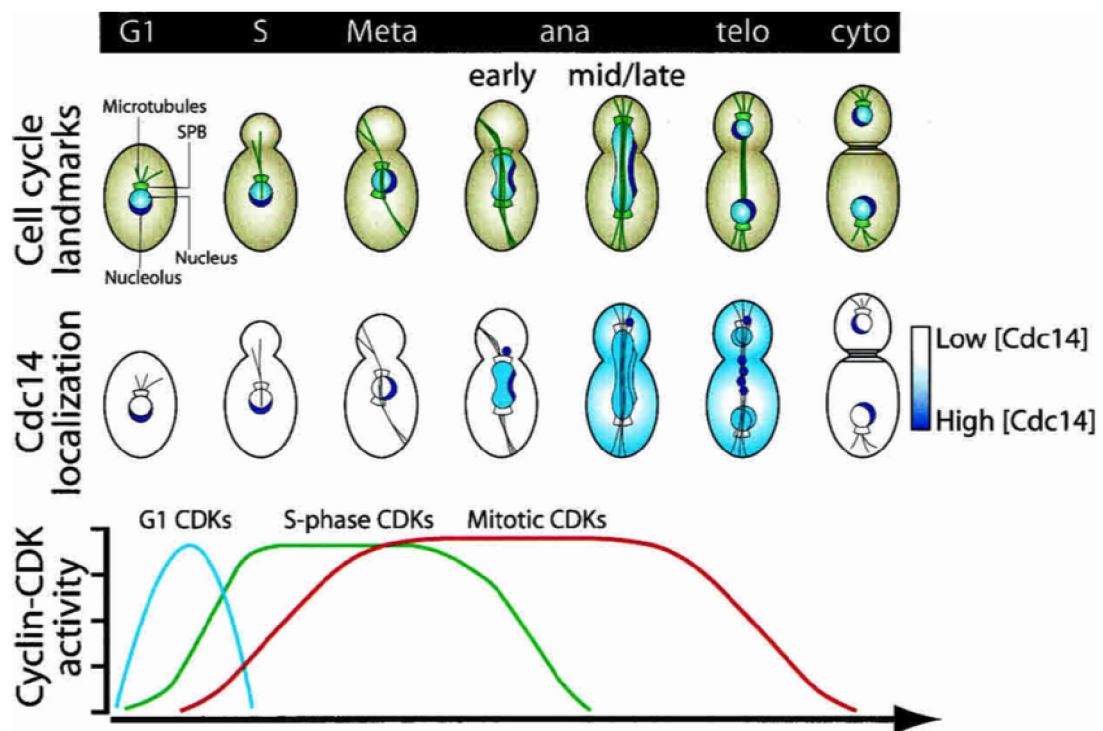 G1 S Meta ana telo cyto
early mid/late
Cell cycle
landmarks
Microtubules
SPB
Nucleus
Nucleolus
Cdc14
localization
Low [Cdc14]
High [Cdc14]
Cyclin-CDK
activity
G1 CDKs S-phase CDKs Mitotic CDKs